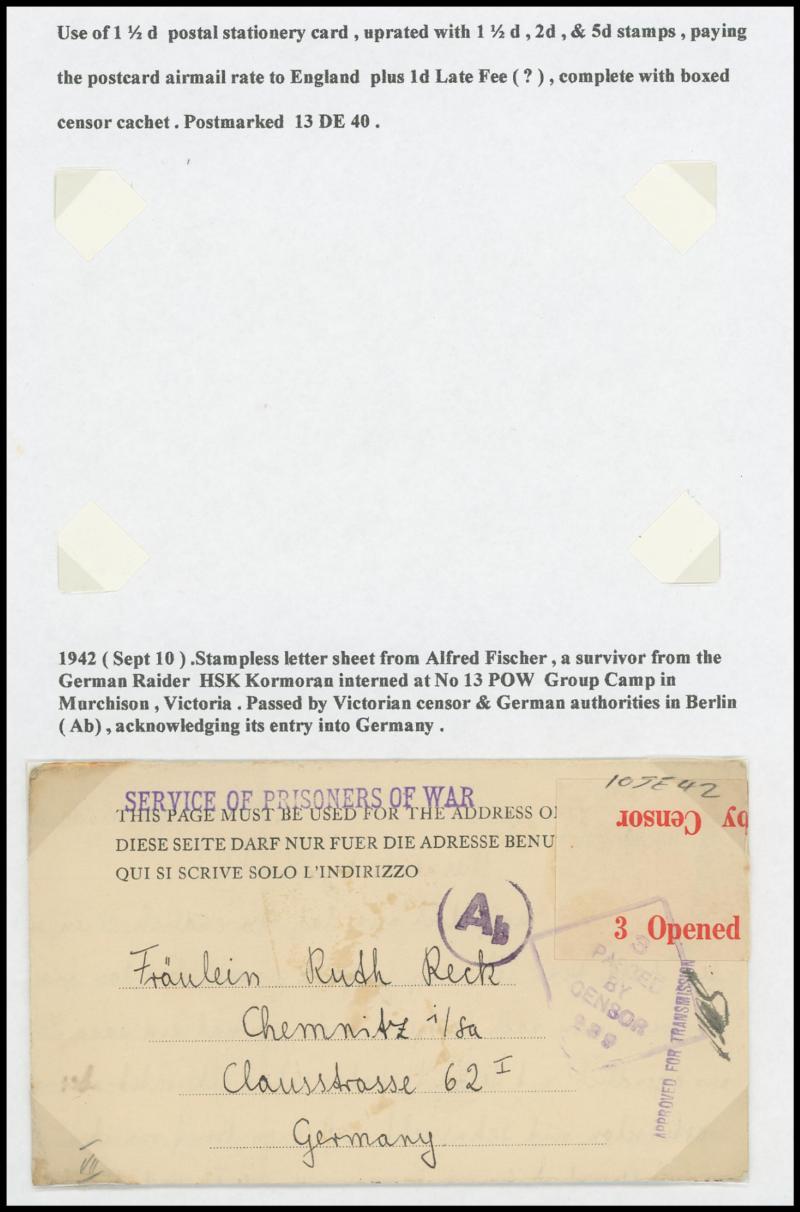 Use of 1 ½ d postal stationery card , uprated with 1 ½ d , 2d , & 5d stamps , paying
the postcard airmail rate to England plus 1d Late Fee ( ? ) , complete with boxed
censor cachet . Postmarked 13 DE 40 .
1942 ( Sept 10 ) .Stampless letter sheet from Alfred Fischer , a survivor from the
German Raider HSK Kormoran interned at No 13 POW Group Camp in
Murchison , Victoria . Passed by Victorian censor & German authorities in Berlin
( Ab) , acknowledging its entry into Germany .
SERVICE OF PRISONERS OF WAR
THIS PAGE MUST BE USED FOR THE ADDRESS
DIESE SEITE DARF NUR FUER DIE ADRESSE BENU
QUI SI SCRIVE SOLO L'INDIRIZZO
10 SE 42
by Censor
3 Opened
Ab
3
PASSED
BY
CENSOR
APPROVED FOR TRANSMISSION
Fräulein Ruth Reck
Chemnitz i/Sa
Clausstrasse 62 I
Germany
VII